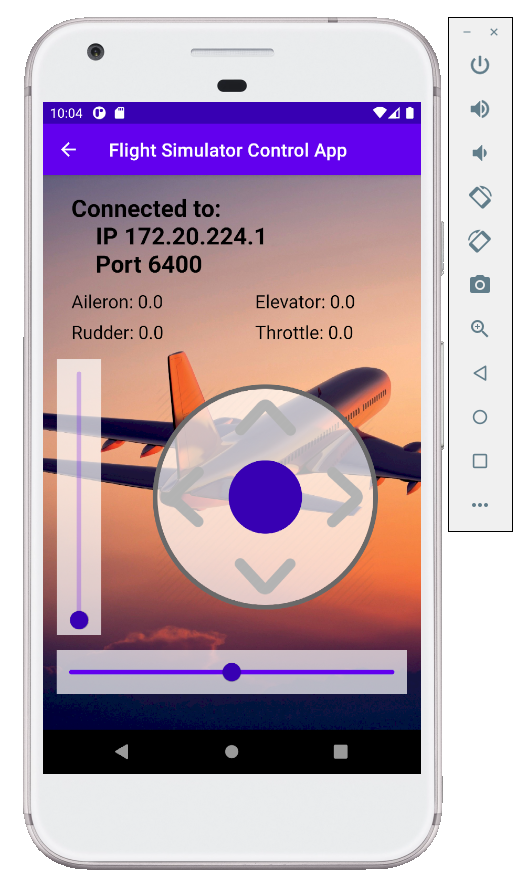 10:04
Flight Simulator Control App
Connected to:
IP 172.20.224.1
Port 6400
Aileron: 0.0 Elevator: 0.0
Rudder: 0.0 Throttle: 0.0